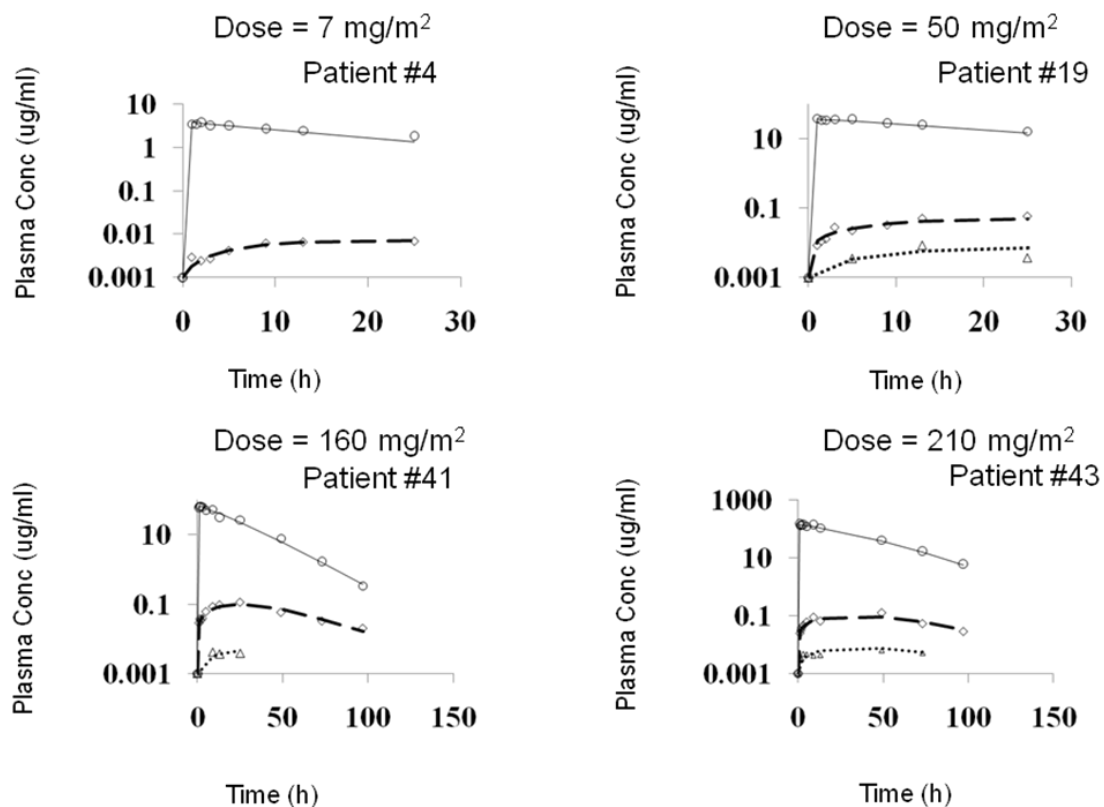 Dose = 7 mg/m²
Patient #4
Plasma Conc (ug/ml)
10
1
0.1
0.01
0.001
0
10
20
30
Time (h)
Dose = 50 mg/m²
Patient #19
Plasma Conc (ug/ml)
10
0.1
0.001
0
10
20
30
Time (h)
Dose = 160 mg/m²
Patient #41
Plasma Conc (ug/ml)
10
0.1
0.001
0
50
100
150
Time (h)
Dose = 210 mg/m²
Patient #43
Plasma Conc (ug/ml)
1000
10
0.1
0.001
0
50
100
150
Time (h)